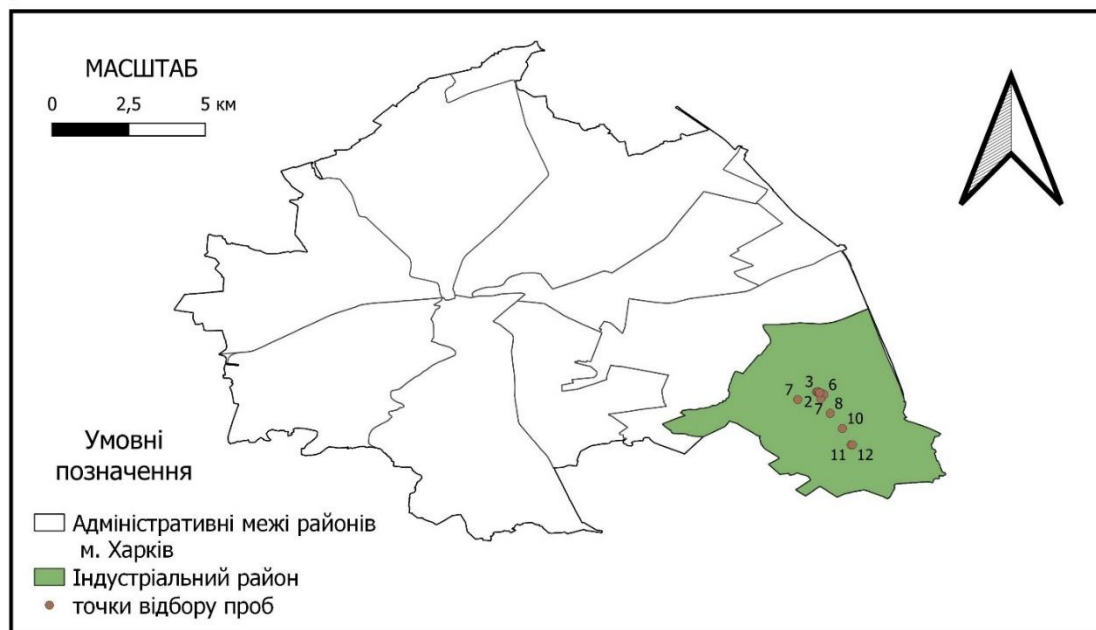 МАСШТАБ
0 2,5 5 км
3 6
7
2 7 8
10
11 12
Умовні
позначення
Адміністративні межі районів
м. Харків
Індустріальний район
точки відбору проб